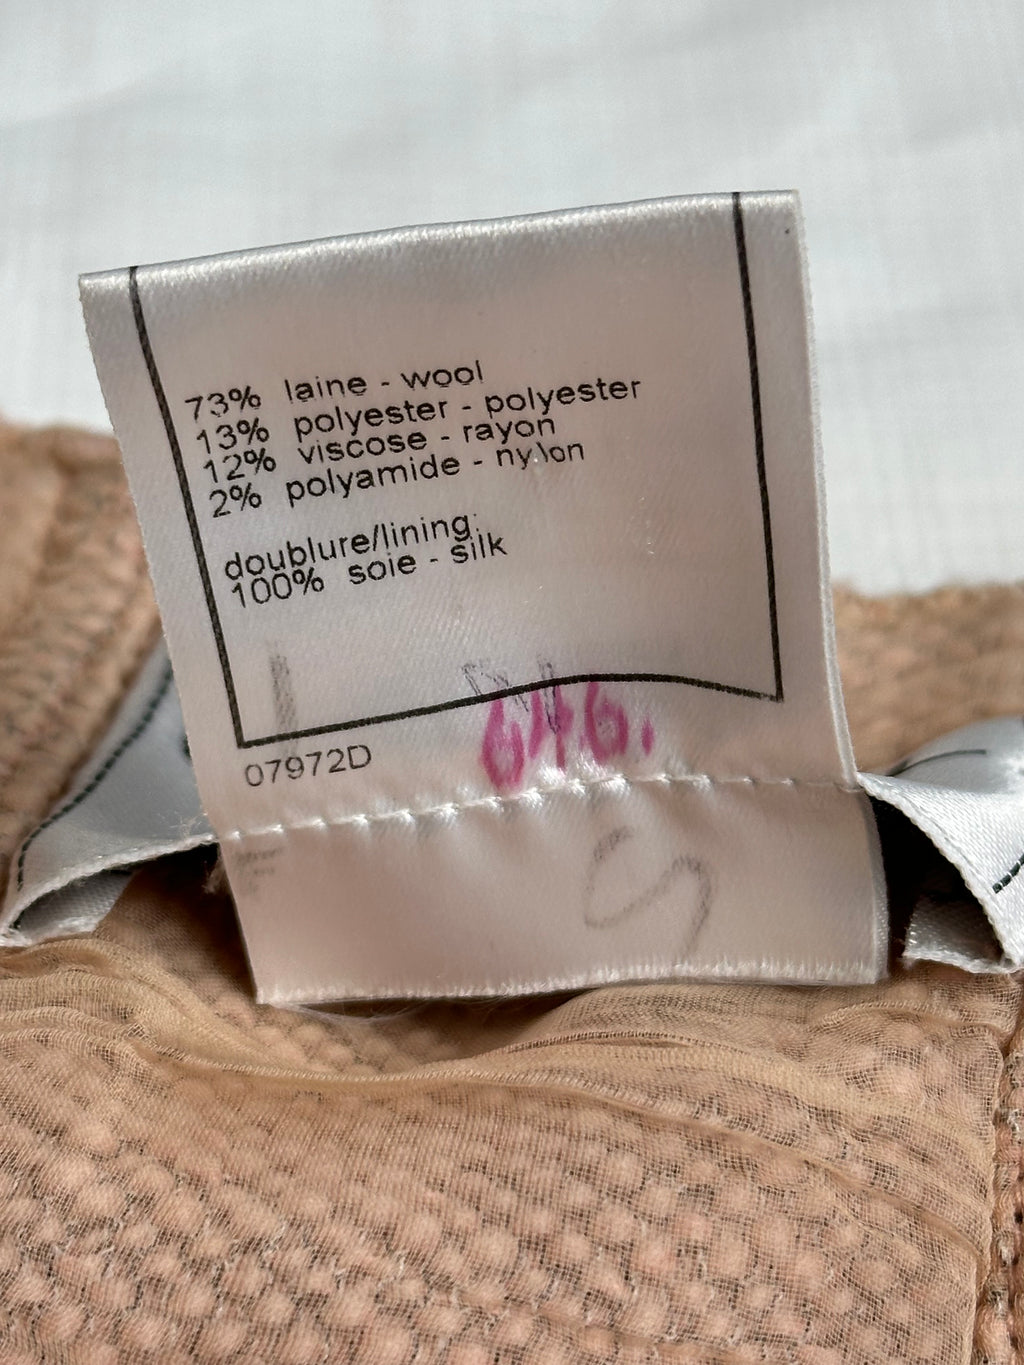 73% laine - wool
13% polyester - polyester
12% viscose - rayon
2% polyamide - nylon
doublure/lining:
100% soie - silk
646.
07972D